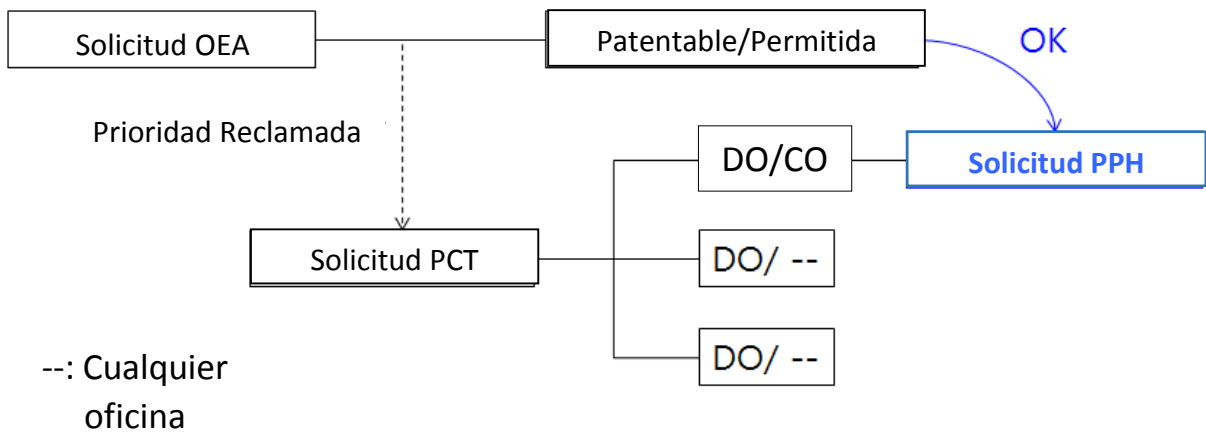 Solicitud OEA
Patentable/Permitida
OK
Prioridad Reclamada
DO/CO
Solicitud PPH
Solicitud PCT
DO/ --
DO/ --
--: Cualquier
oficina